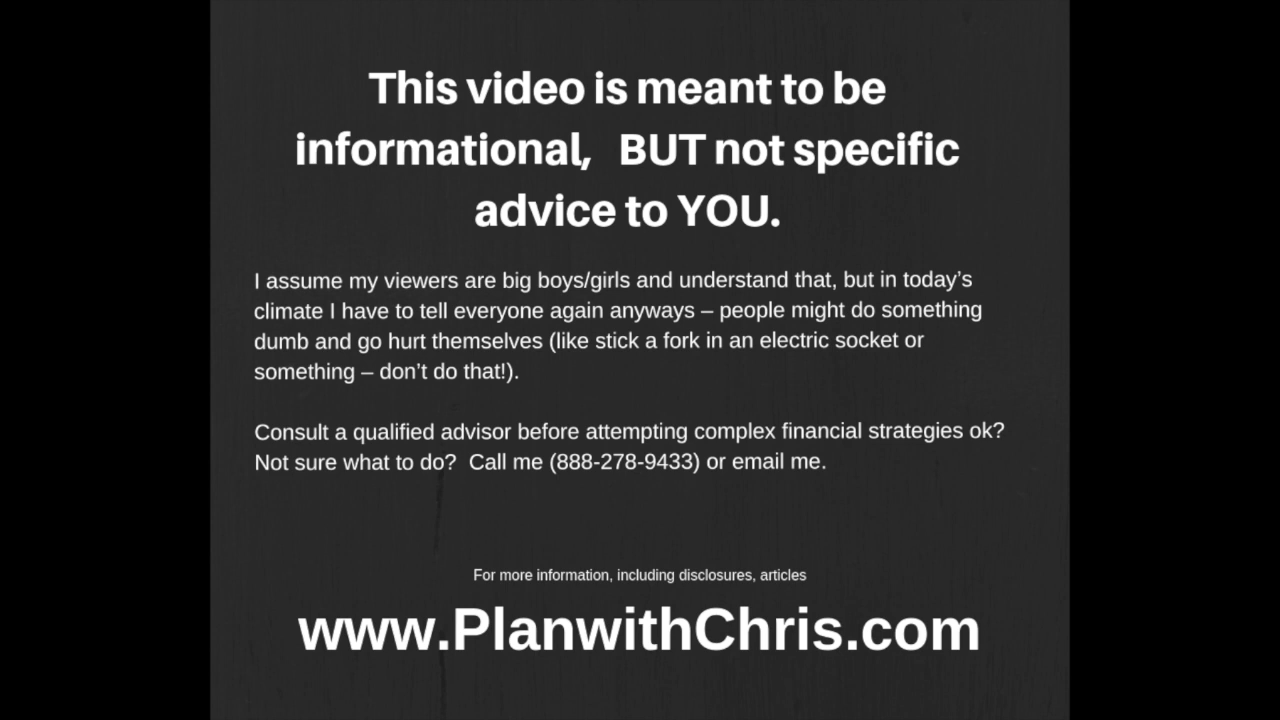 This video is meant to be
informational,   BUT not specific
advice to YOU.
I assume my viewers are big boys/girls and understand that, but in today’s
climate I have to tell everyone again anyways – people might do something
dumb and go hurt themselves (like stick a fork in an electric socket or
something – don’t do that!).
Consult a qualified advisor before attempting complex financial strategies ok?
Not sure what to do?  Call me (888-278-9433) or email me.
For more information, including disclosures, articles
www.PlanwithChris.com